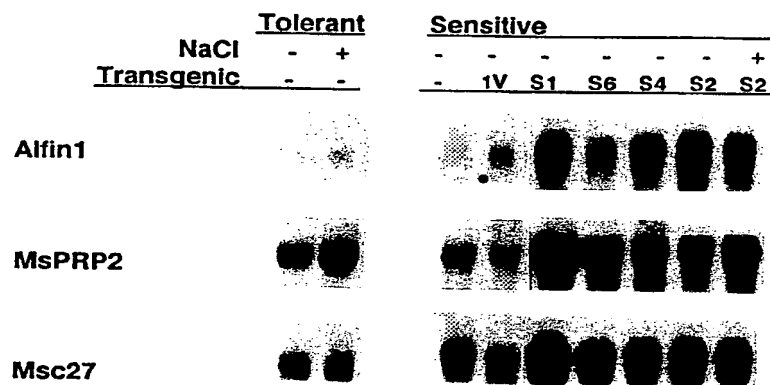 Tolerant Sensitive
NaCl - + - - - - - - +
Transgenic - - - 1V S1 S6 S4 S2 S2
Alfin1
MsPRP2
Msc27